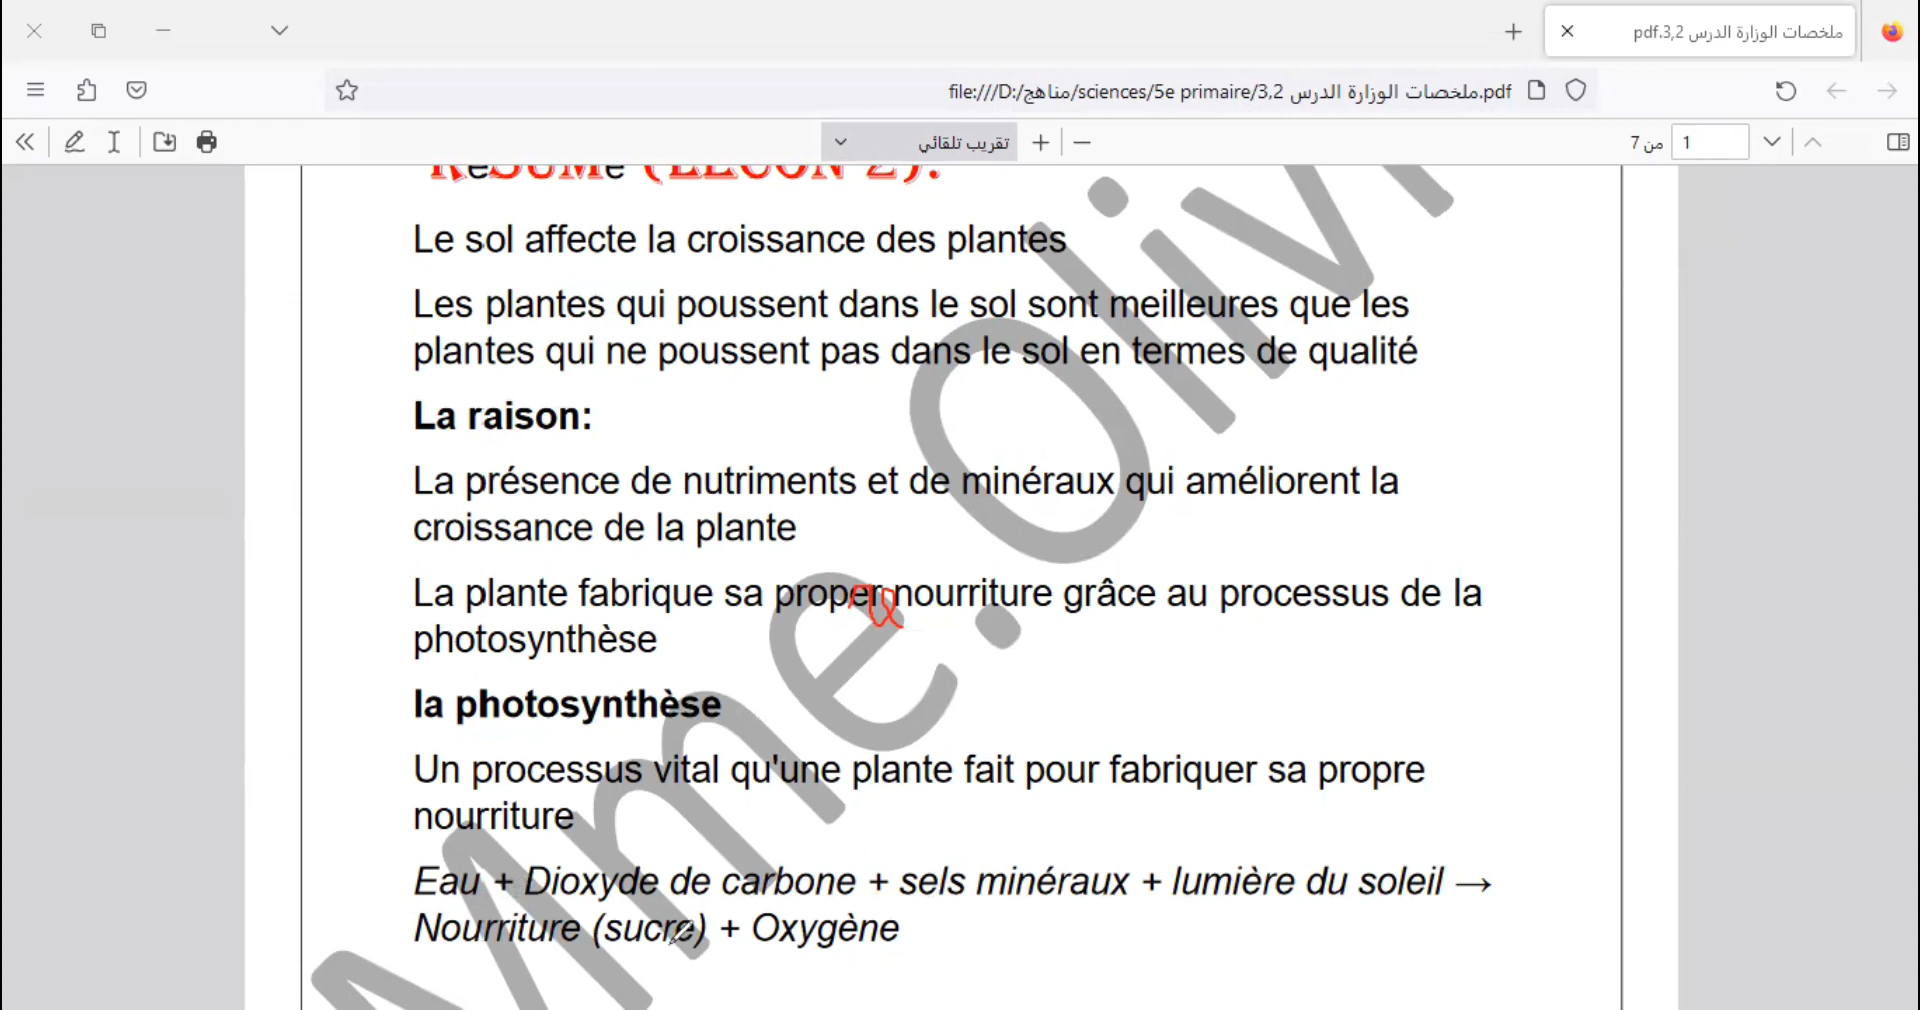 ملخصات الوزارة الدرس 3,2.pdf
file:///D:/مناهج/sciences/5e primaire/3,2 ملخصات الوزارة الدرس.pdf
تقريب تلقائي
1 من 7
RéSUMé (LECON 2):
Le sol affecte la croissance des plantes
Les plantes qui poussent dans le sol sont meilleures que les
plantes qui ne poussent pas dans le sol en termes de qualité
La raison:
La présence de nutriments et de minéraux qui améliorent la
croissance de la plante
La plante fabrique sa proper nourriture grâce au processus de la
photosynthèse
la photosynthèse
Un processus vital qu'une plante fait pour fabriquer sa propre
nourriture
Eau + Dioxyde de carbone + sels minéraux + lumière du soleil →
Nourriture (sucre) + Oxygène
Mme.Oliv